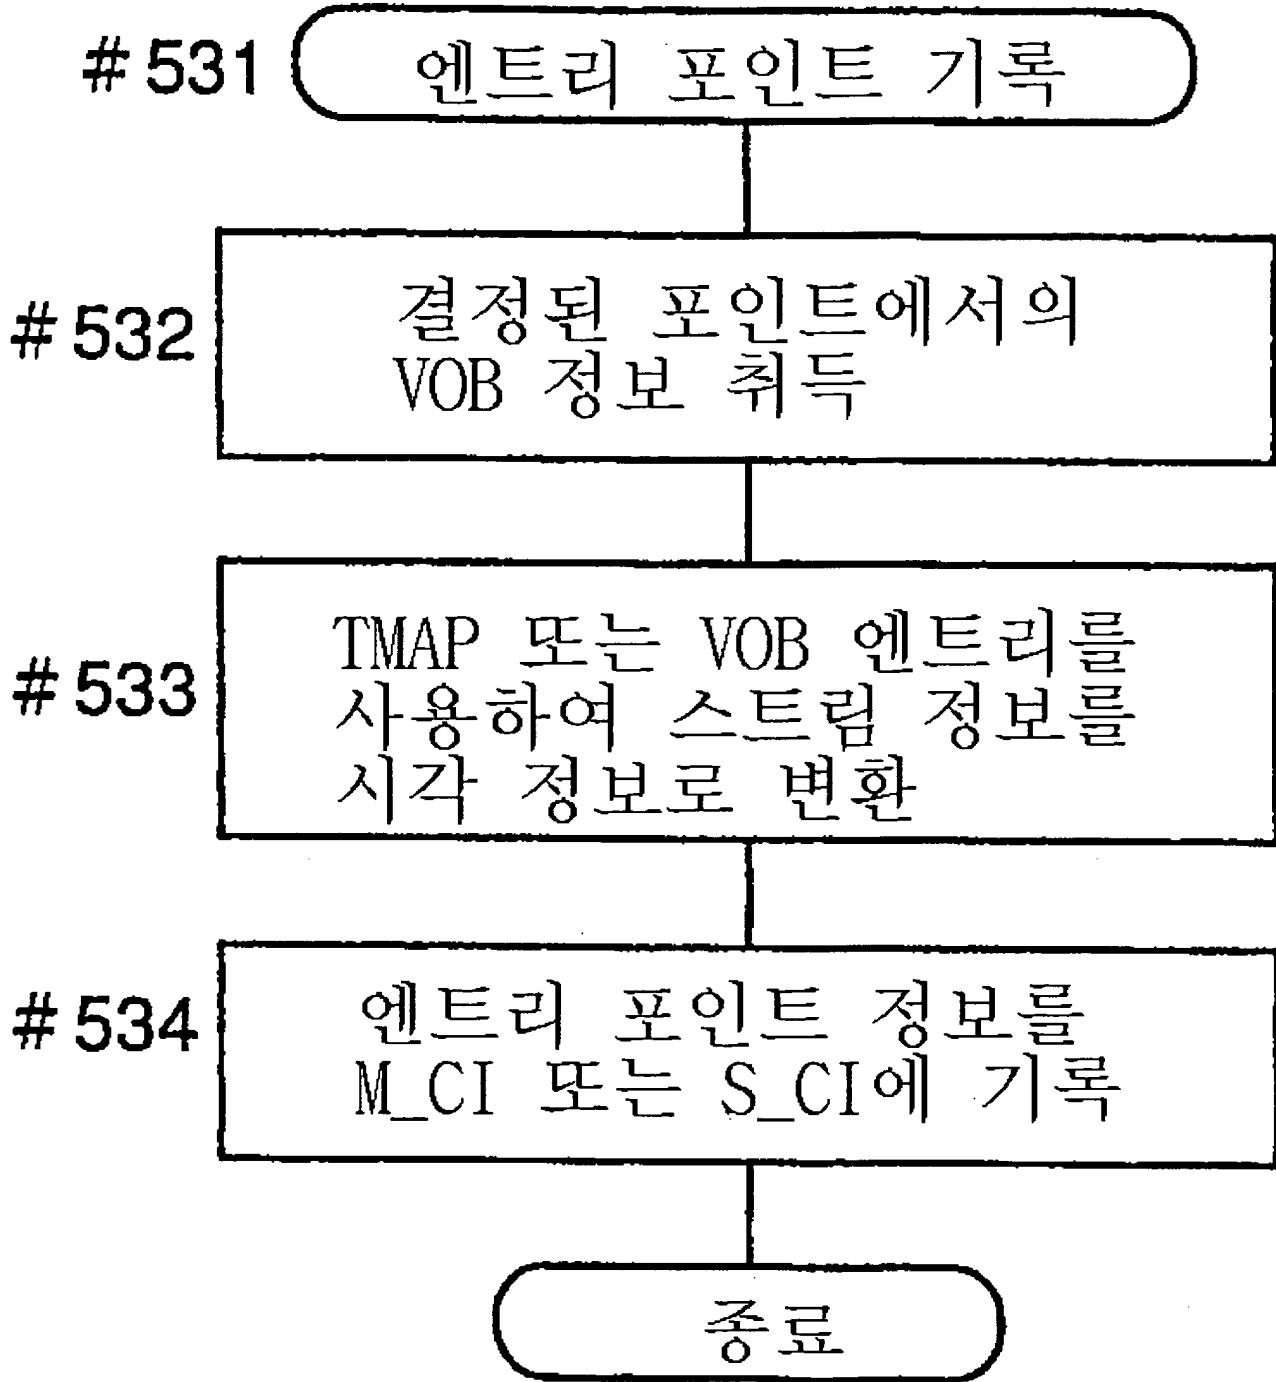 #531 엔트리 포인트 기록
#532
결정된 포인트에서의
VOB 정보 취득
#533
TMAP 또는 VOB 엔트리를
사용하여 스트림 정보를
시각 정보로 변환
#534
엔트리 포인트 정보를
M_CI 또는 S_CI에 기록
종료